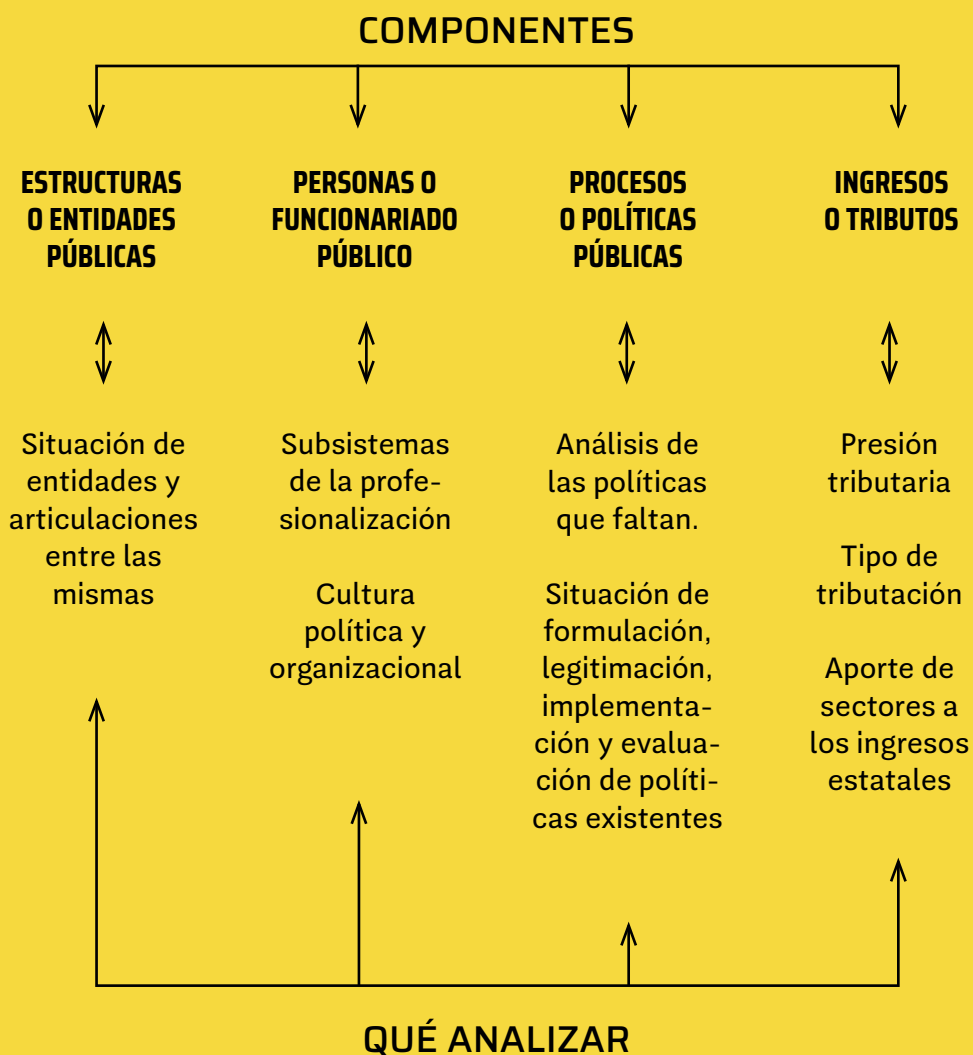 COMPONENTES
ESTRUCTURAS
O ENTIDADES
PÚBLICAS
PERSONAS O
FUNCIONARIADO
PÚBLICO
PROCESOS
O POLÍTICAS
PÚBLICAS
INGRESOS
O TRIBUTOS
Situación de
entidades y
articulaciones
entre las
mismas
Subsistemas
de la profe-
sionalización
Cultura
política y
organizacional
Análisis de
las políticas
que faltan.
Situación de
formulación,
legitimación,
implementa-
ción y evalua-
ción de políti-
cas existentes
Presión
tributaria
Tipo de
tributación
Aporte de
sectores a
los ingresos
estatales
QUÉ ANALIZAR